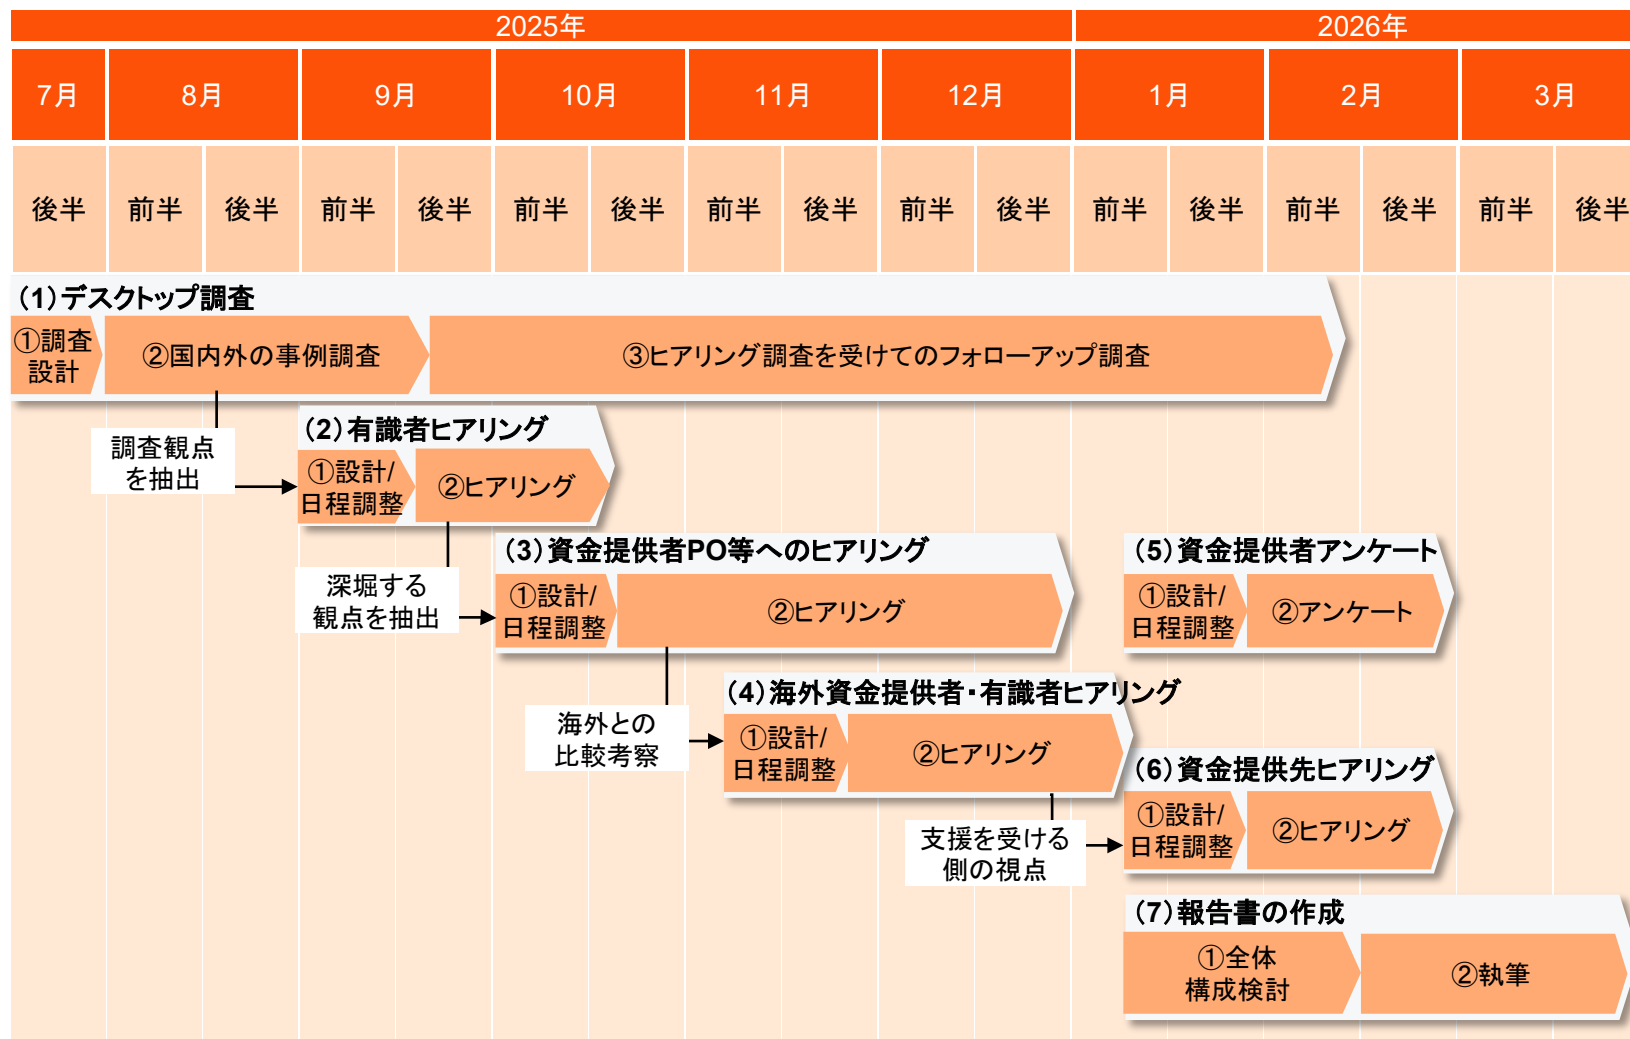 2025年
2026年
7月
8月
9月
10月
11月
12月
1月
2月
3月
後半
前半
後半
前半
後半
前半
後半
前半
後半
前半
後半
前半
後半
前半
後半
前半
後半
（1）デスクトップ調査
①調査
設計
②国内外の事例調査
③ヒアリング調査を受けてのフォローアップ調査
調査観点
を抽出
（2）有識者ヒアリング
①設計/
日程調整
②ヒアリング
深堀する
観点を抽出
（3）資金提供者PO等へのヒアリング
①設計/
日程調整
②ヒアリング
（5）資金提供者アンケート
①設計/
日程調整
②アンケート
海外との
比較考察
（4）海外資金提供者・有識者ヒアリング
①設計/
日程調整
②ヒアリング
支援を受ける
側の視点
（6）資金提供先ヒアリング
①設計/
日程調整
②ヒアリング
（7）報告書の作成
①全体
構成検討
②執筆